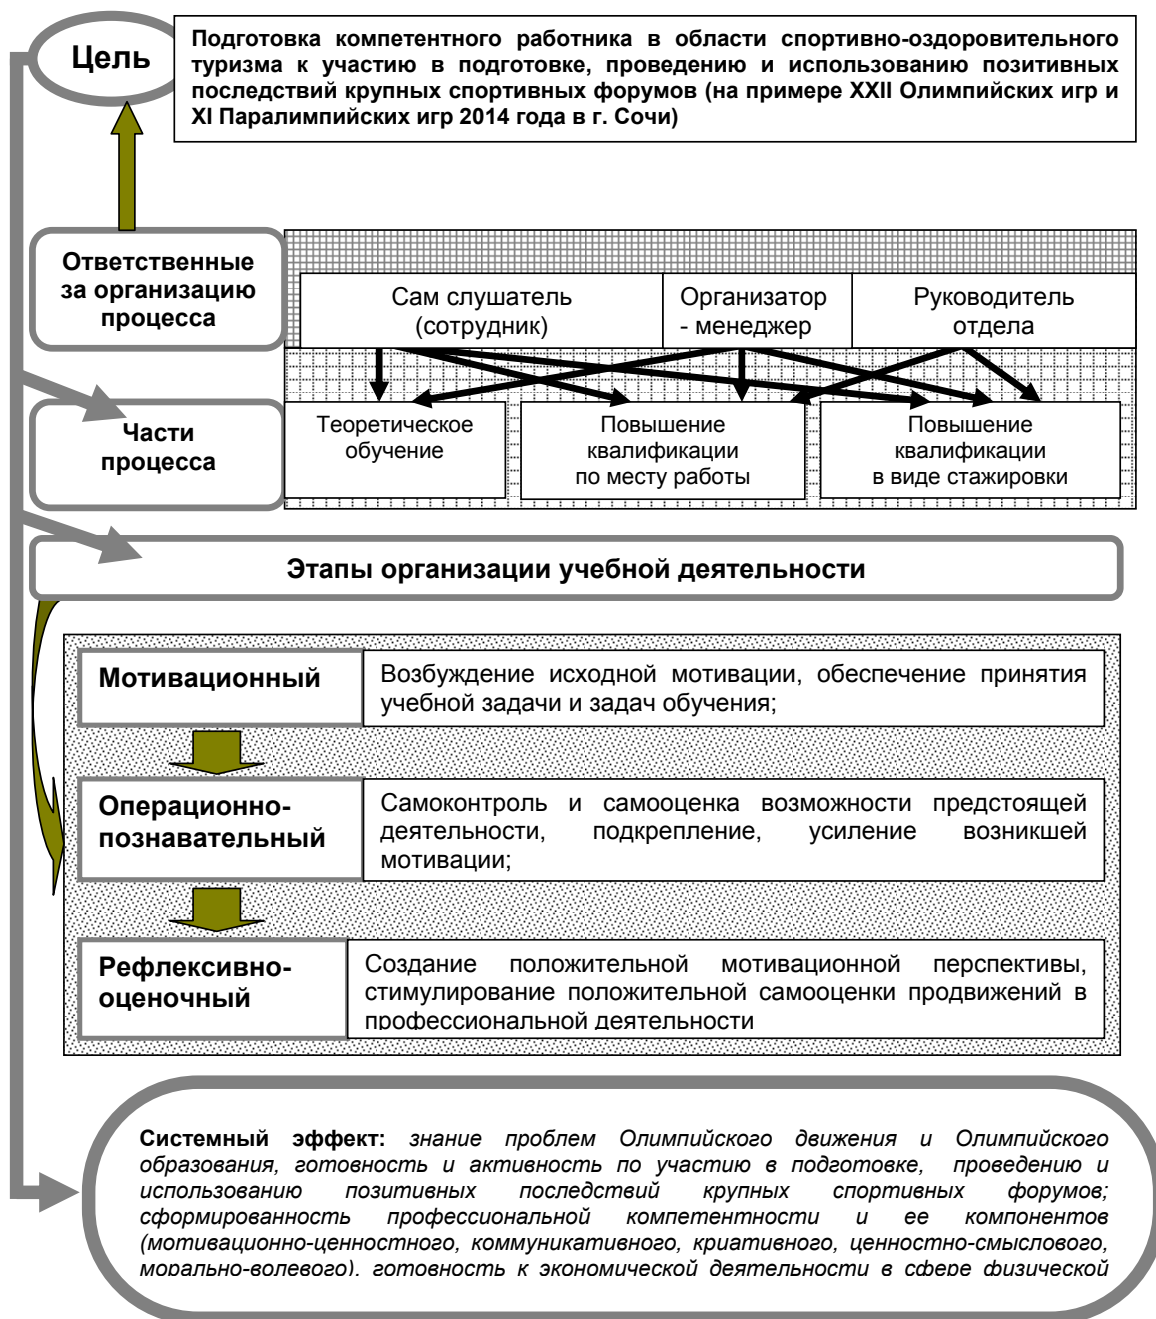 Цель
Подготовка компетентного работника в области спортивно-оздоровительного
туризма к участию в подготовке, проведению и использованию позитивных
последствий крупных спортивных форумов (на примере XXII Олимпийских игр и
XI Паралимпийских игр 2014 года в г. Сочи)
Ответственные
за организацию
процесса
Сам слушатель
(сотрудник)
Организатор
- менеджер
Руководитель
отдела
Части
процесса
Теоретическое
обучение
Повышение
квалификации
по месту работы
Повышение
квалификации
в виде стажировки
Этапы организации учебной деятельности
Мотивационный
Возбуждение исходной мотивации, обеспечение принятия
учебной задачи и задач обучения;
Операционно-
познавательный
Самоконтроль и самооценка возможности предстоящей
деятельности, подкрепление, усиление возникшей
мотивации;
Рефлексивно-
оценочный
Создание положительной мотивационной перспективы,
стимулирование положительной самооценки продвижений в
профессиональной деятельности
Системный эффект: знание проблем Олимпийского движения и Олимпийского
образования, готовность и активность по участию в подготовке, проведению и
использованию позитивных последствий крупных спортивных форумов;
сформированность профессиональной компетентности и ее компонентов
(мотивационно-ценностного, коммуникативного, криативного, ценностно-смыслового,
морально-волевого), готовность к экономической деятельности в сфере физической